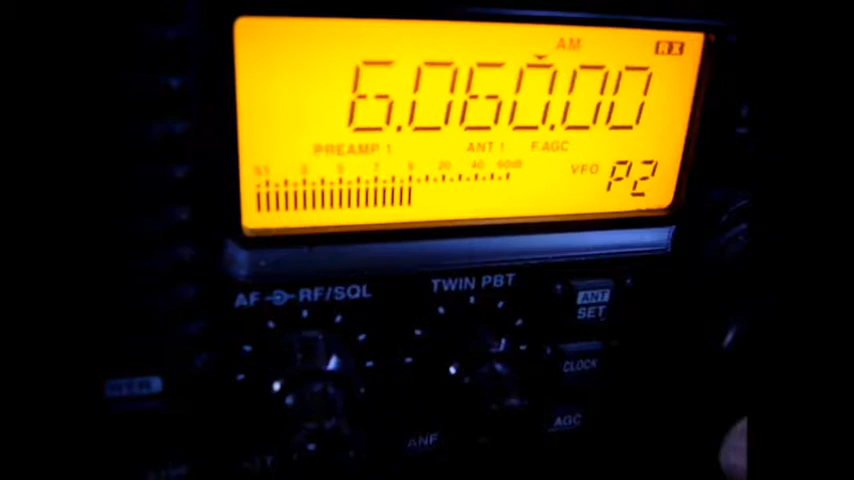 AM RX
6.060.00
PREAMP 1 ANT 1 F.AGC
S1 3 5 7 9 20 40 60dB
VFO P2
AF RF/SQL TWIN PBT
ANT
SET
CLOCK
AGC
ANF